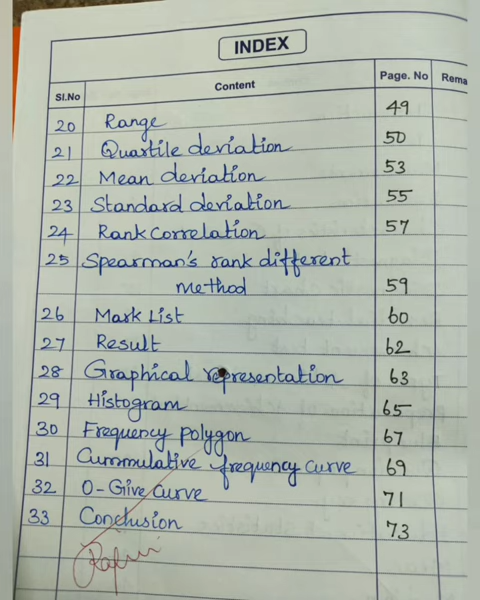 INDEX
Sl.No Content Page. No Rema
20 Range 49
21 Quartile deviation 50
22 Mean deviation 53
23 Standard deviation 55
24 Rank correlation 57
25 Spearman's rank different
method 59
26 Mark List 60
27 Result 62
28 Graphical representation 63
29 Histogram 65
30 Frequency polygon 67
31 Cummulative frequency curve 69
32 O-Give curve 71
33 Conclusion 73